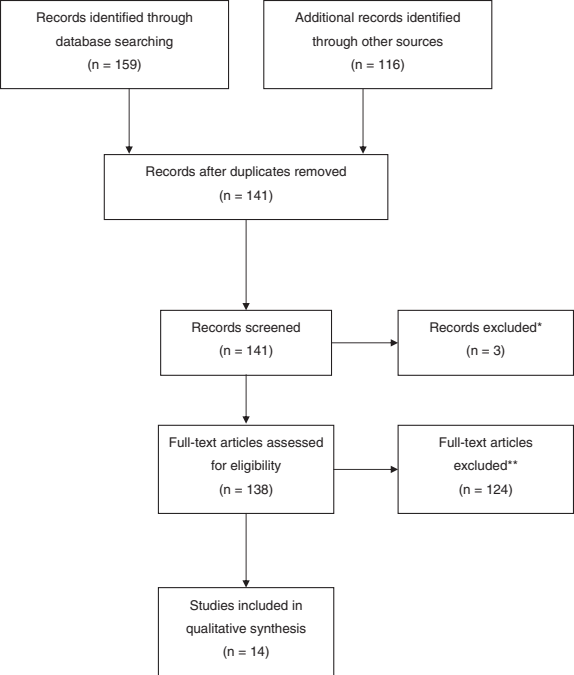 Records identified through
database searching
(n = 159)
Additional records identified
through other sources
(n = 116)
Records after duplicates removed
(n = 141)
Records screened
(n = 141)
Records excluded*
(n = 3)
Full-text articles assessed
for eligibility
(n = 138)
Full-text articles
excluded**
(n = 124)
Studies included in
qualitative synthesis
(n = 14)